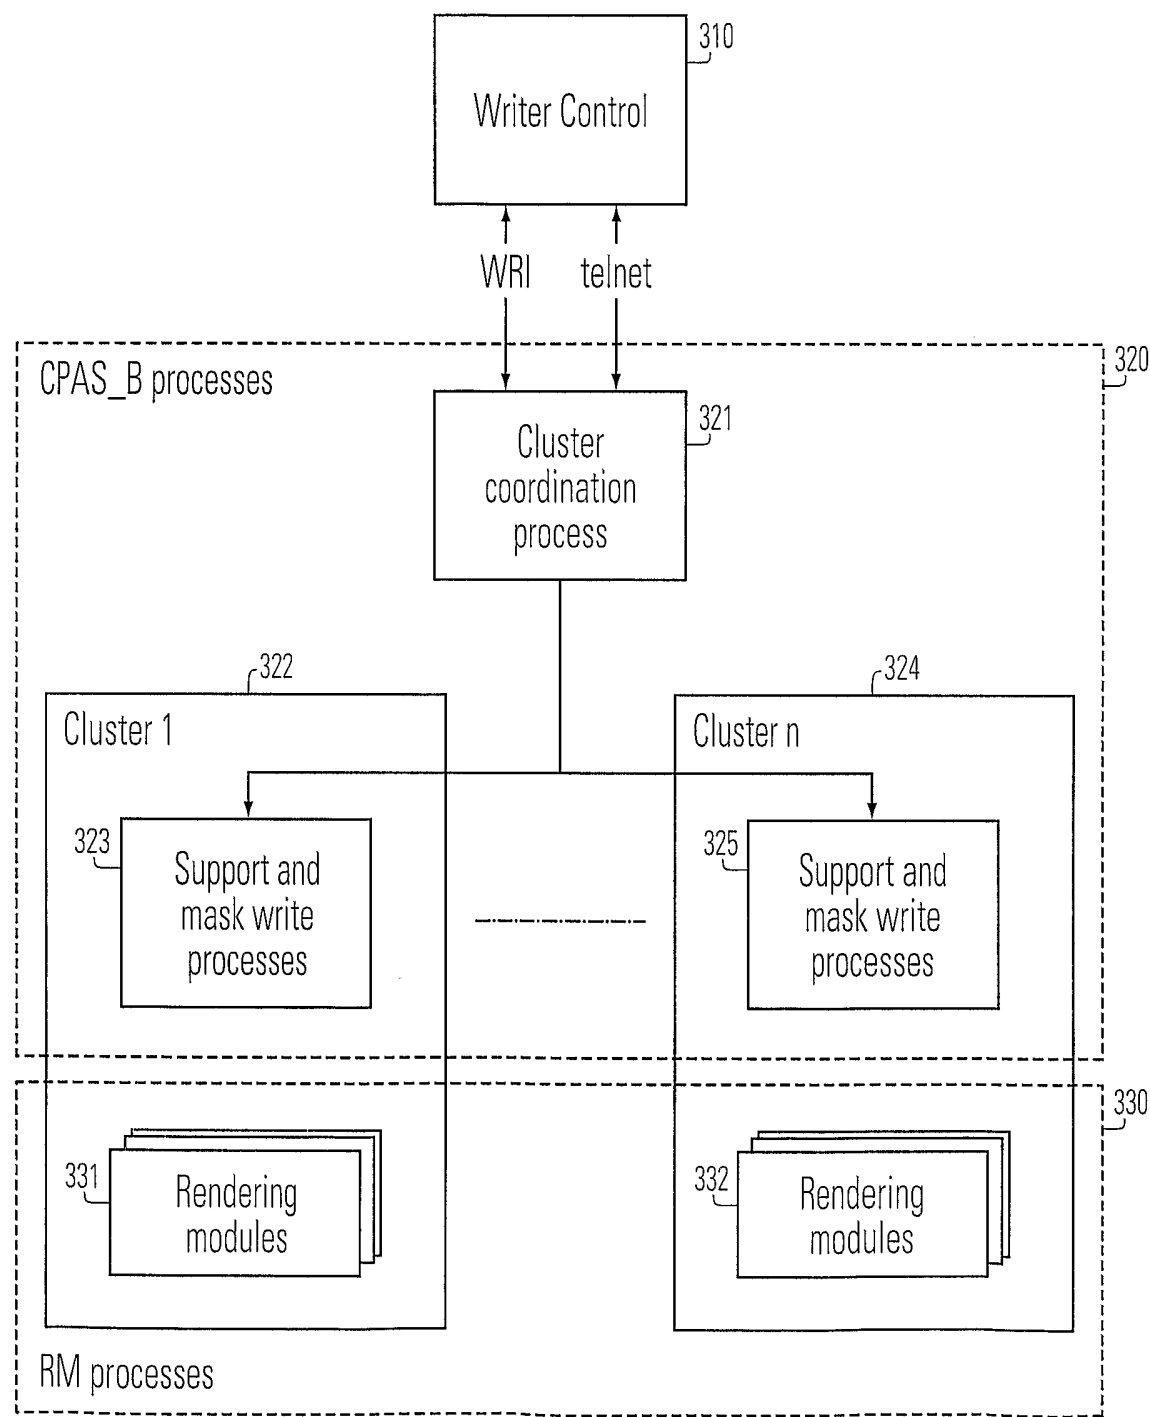 310
Writer Control
WRI telnet
320
CPAS_B processes
321
Cluster
coordination
process
322
324
Cluster 1
Cluster n
323
Support and
mask write
processes
325
Support and
mask write
processes
330
331
Rendering
modules
332
Rendering
modules
RM processes